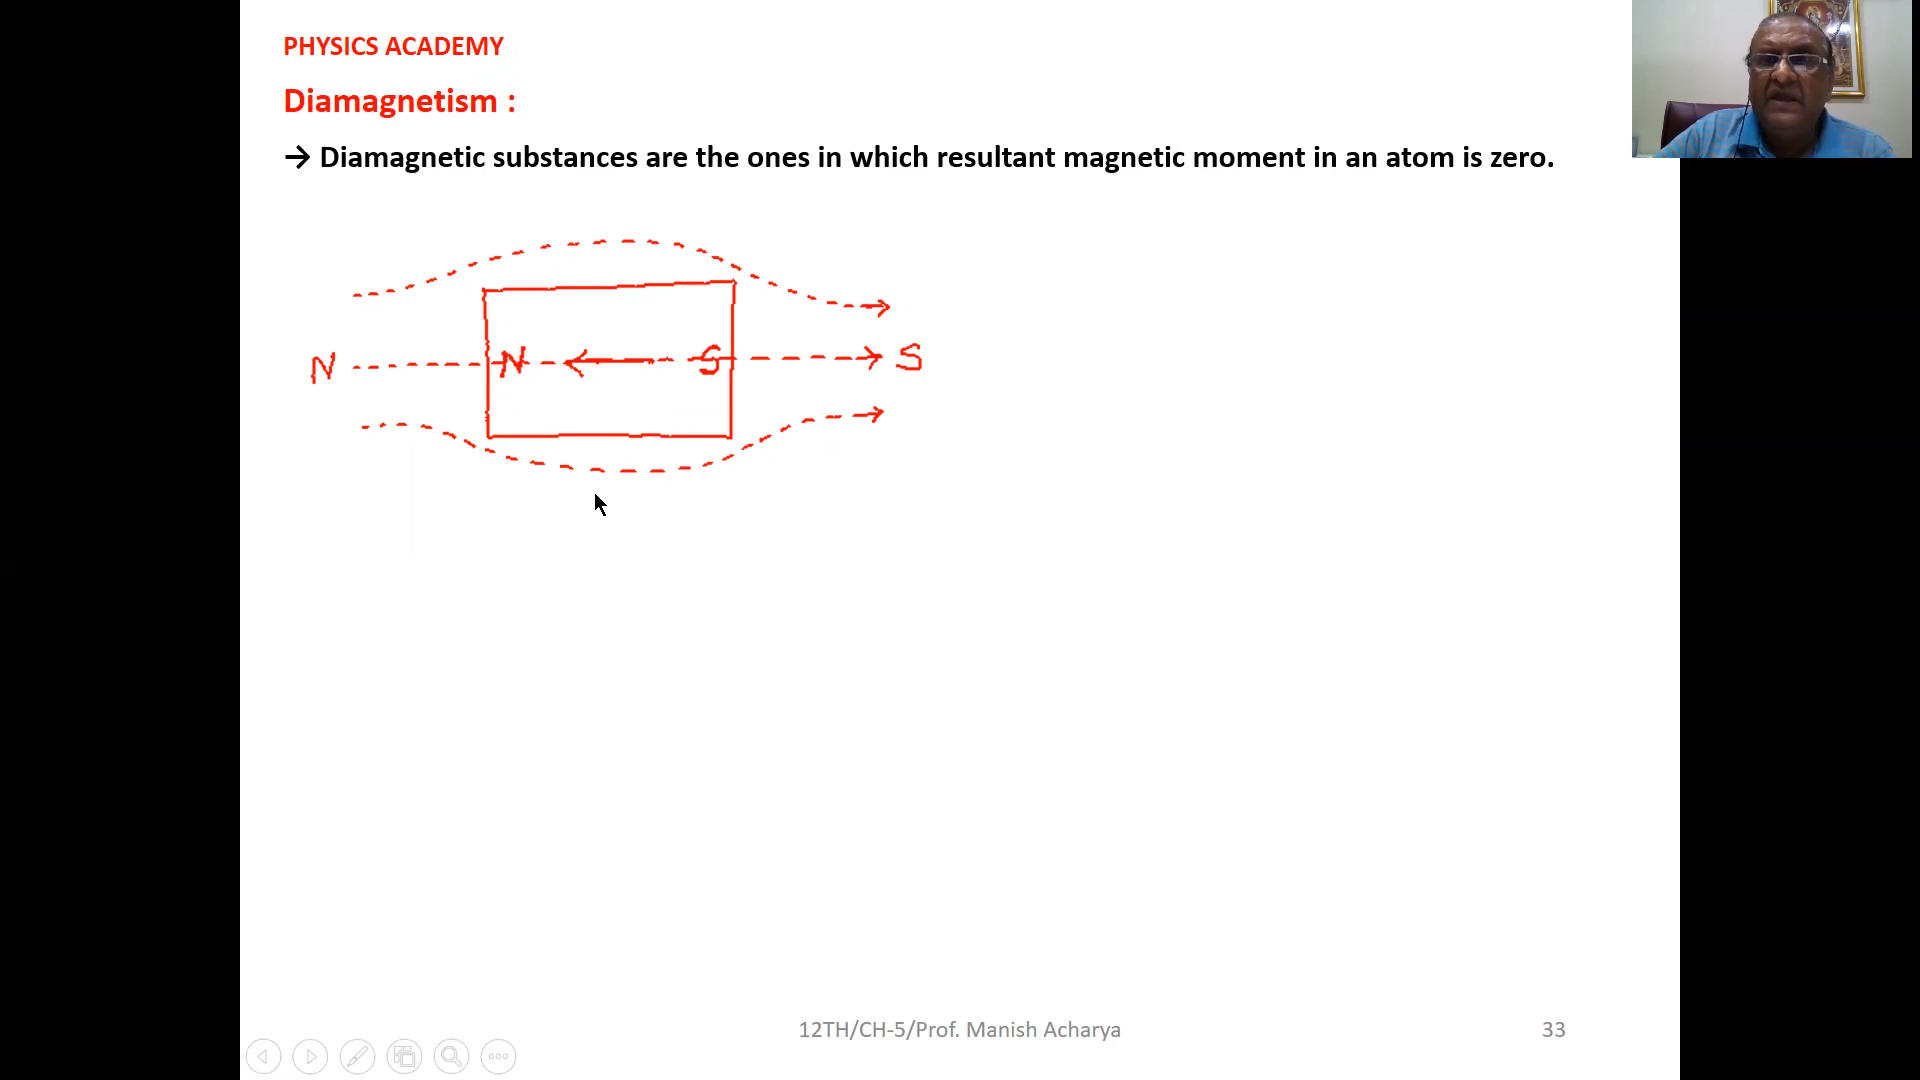 PHYSICS ACADEMY
Diamagnetism :
→ Diamagnetic substances are the ones in which resultant magnetic moment in an atom is zero.
N N S S
12TH/CH-5/Prof. Manish Acharya 33